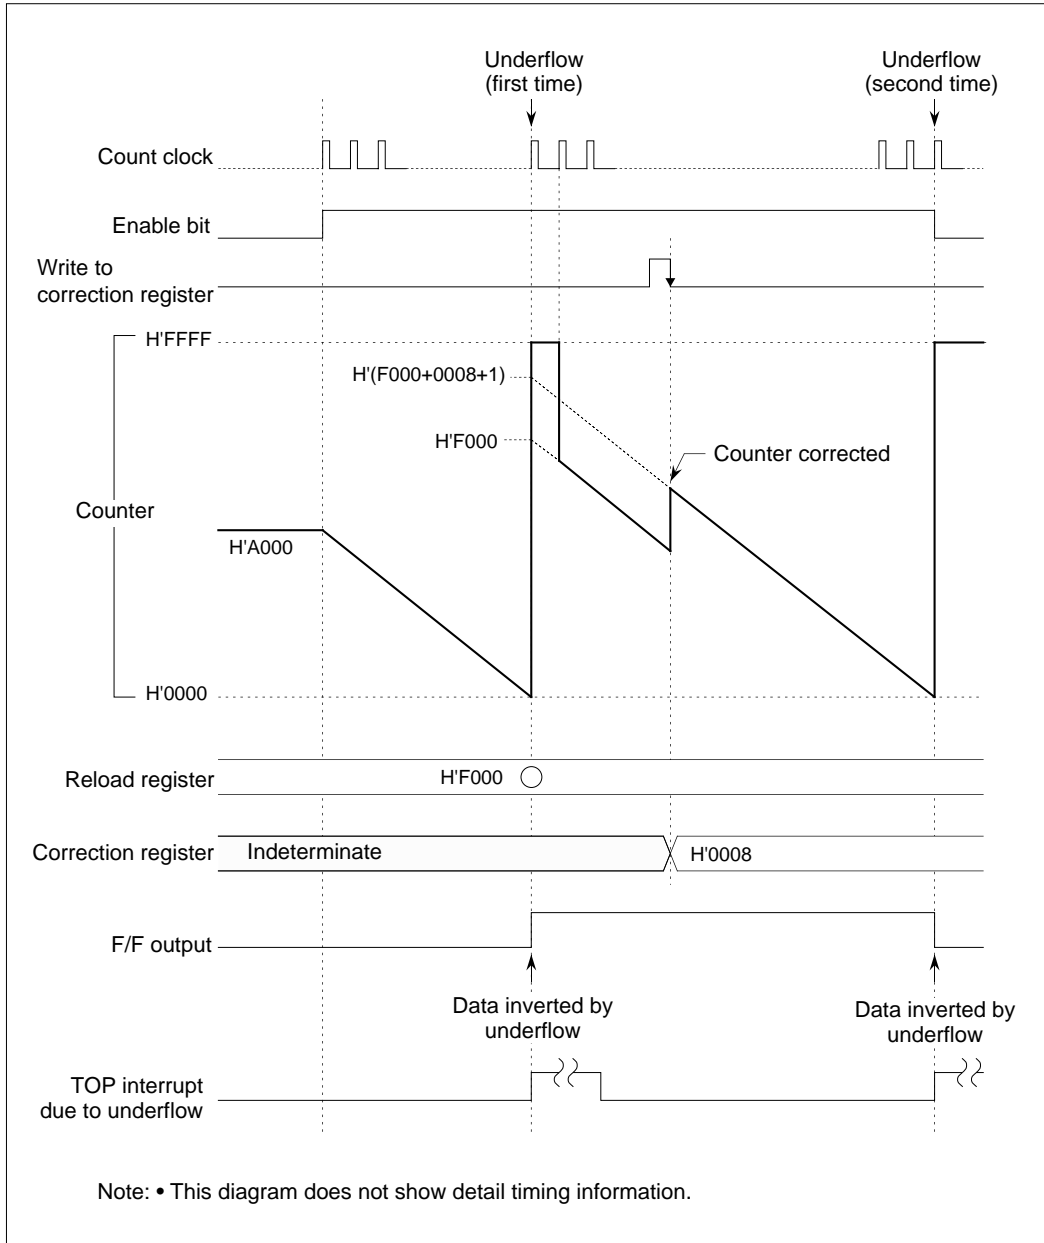 Underflow
(first time)
Underflow
(second time)
Count clock
Enable bit
Write to
correction register
H'FFFF
H'(F000+0008+1)
H'F000
Counter corrected
Counter
H'A000
H'0000
Reload register
H'F000
Correction register
Indeterminate
H'0008
F/F output
Data inverted by
underflow
Data inverted by
underflow
TOP interrupt
due to underflow
Note: • This diagram does not show detail timing information.